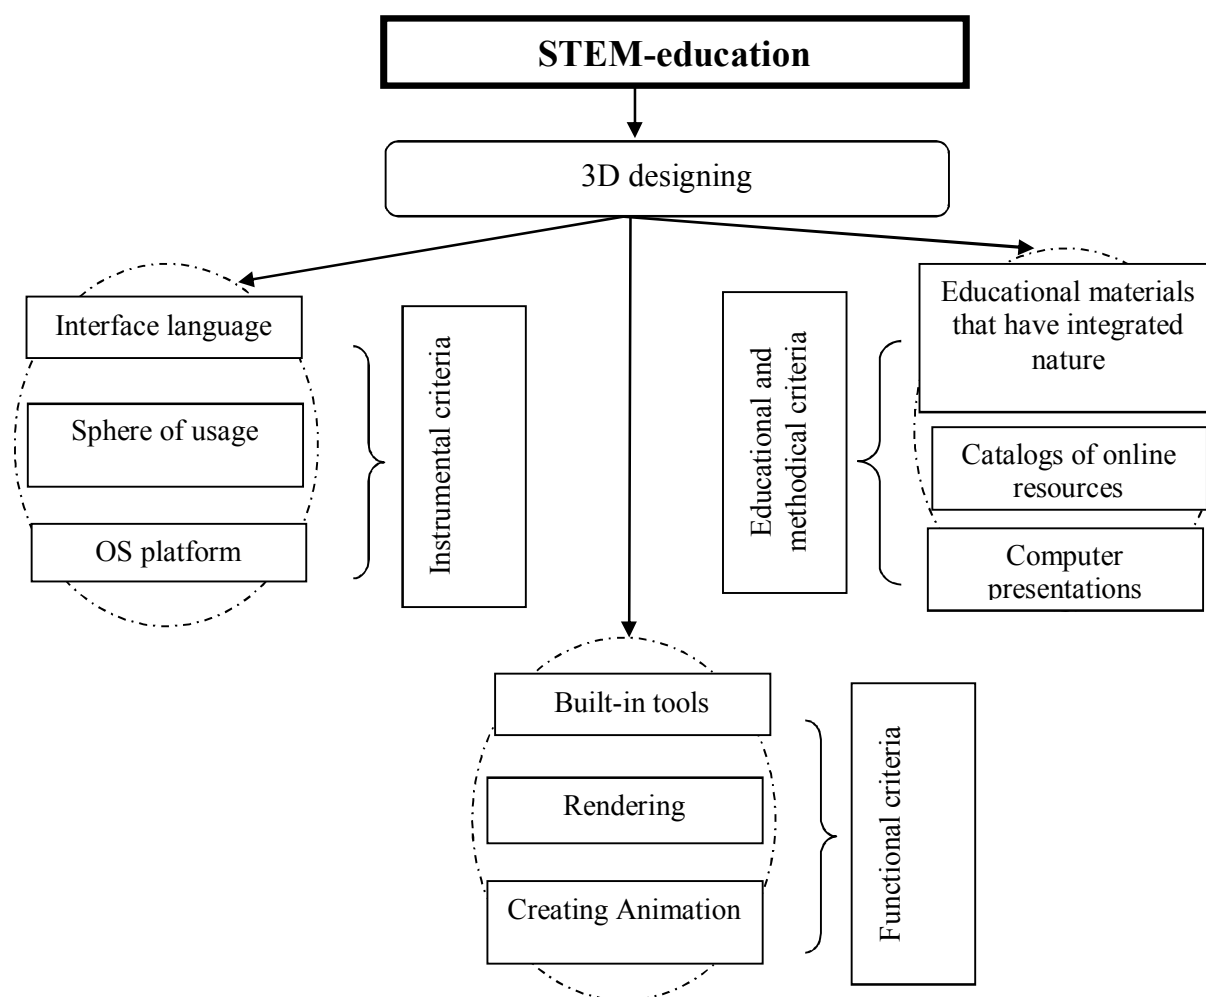 STEM-education
3D designing
Interface language
Sphere of usage
OS platform
Instrumental criteria
Educational and
methodical criteria
Educational materials
that have integrated
nature
Catalogs of online
resources
Computer
presentations
Built-in tools
Rendering
Creating Animation
Functional criteria